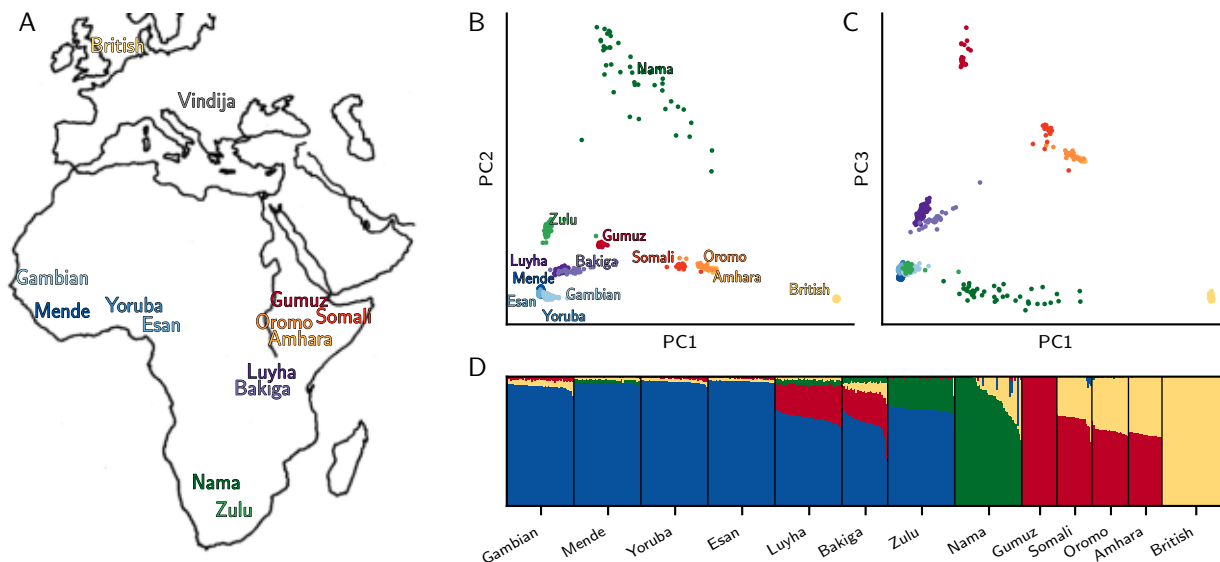 A
British
Vindija
Gambian
Mende
Yoruba
Esan
Gumuz
Somali
Oromo
Amhara
Luyha
Bakiga
Nama
Zulu
B
PC2
Nama
Zulu
Gumuz
Luyha
Bakiga
Somali
Oromo
Amhara
Mende
Gambian
Esan
Yoruba
British
PC1
C
PC3
PC1
D
Gambian
Mende
Yoruba
Esan
Luyha
Bakiga
Zulu
Nama
Gumuz
Somali
Oromo
Amhara
British